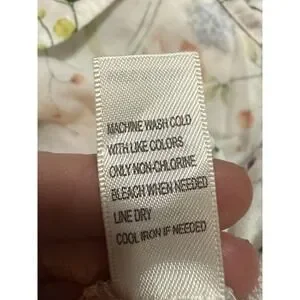 MACHINE WASH COLD
WITH LIKE COLORS
ONLY NON-CHLORINE
BLEACH WHEN NEEDED
LINE DRY
COOL IRON IF NEEDED